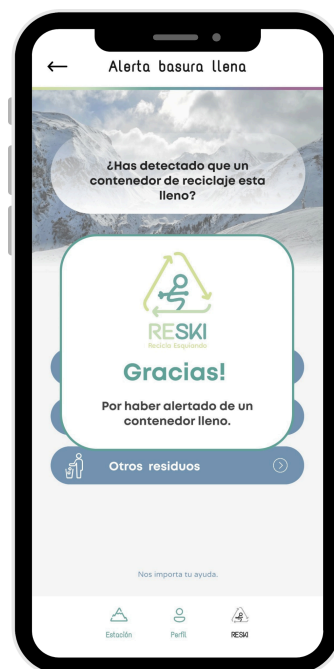 Alerta basura llena
¿Has detectado que un
contenedor de reciclaje esta
lleno?
RESKI
Recicla Esquiando
Gracias!
Por haber alertado de un
contenedor lleno.
Otros residuos
Nos importa tu ayuda.
Estación
Perfil
RESKI